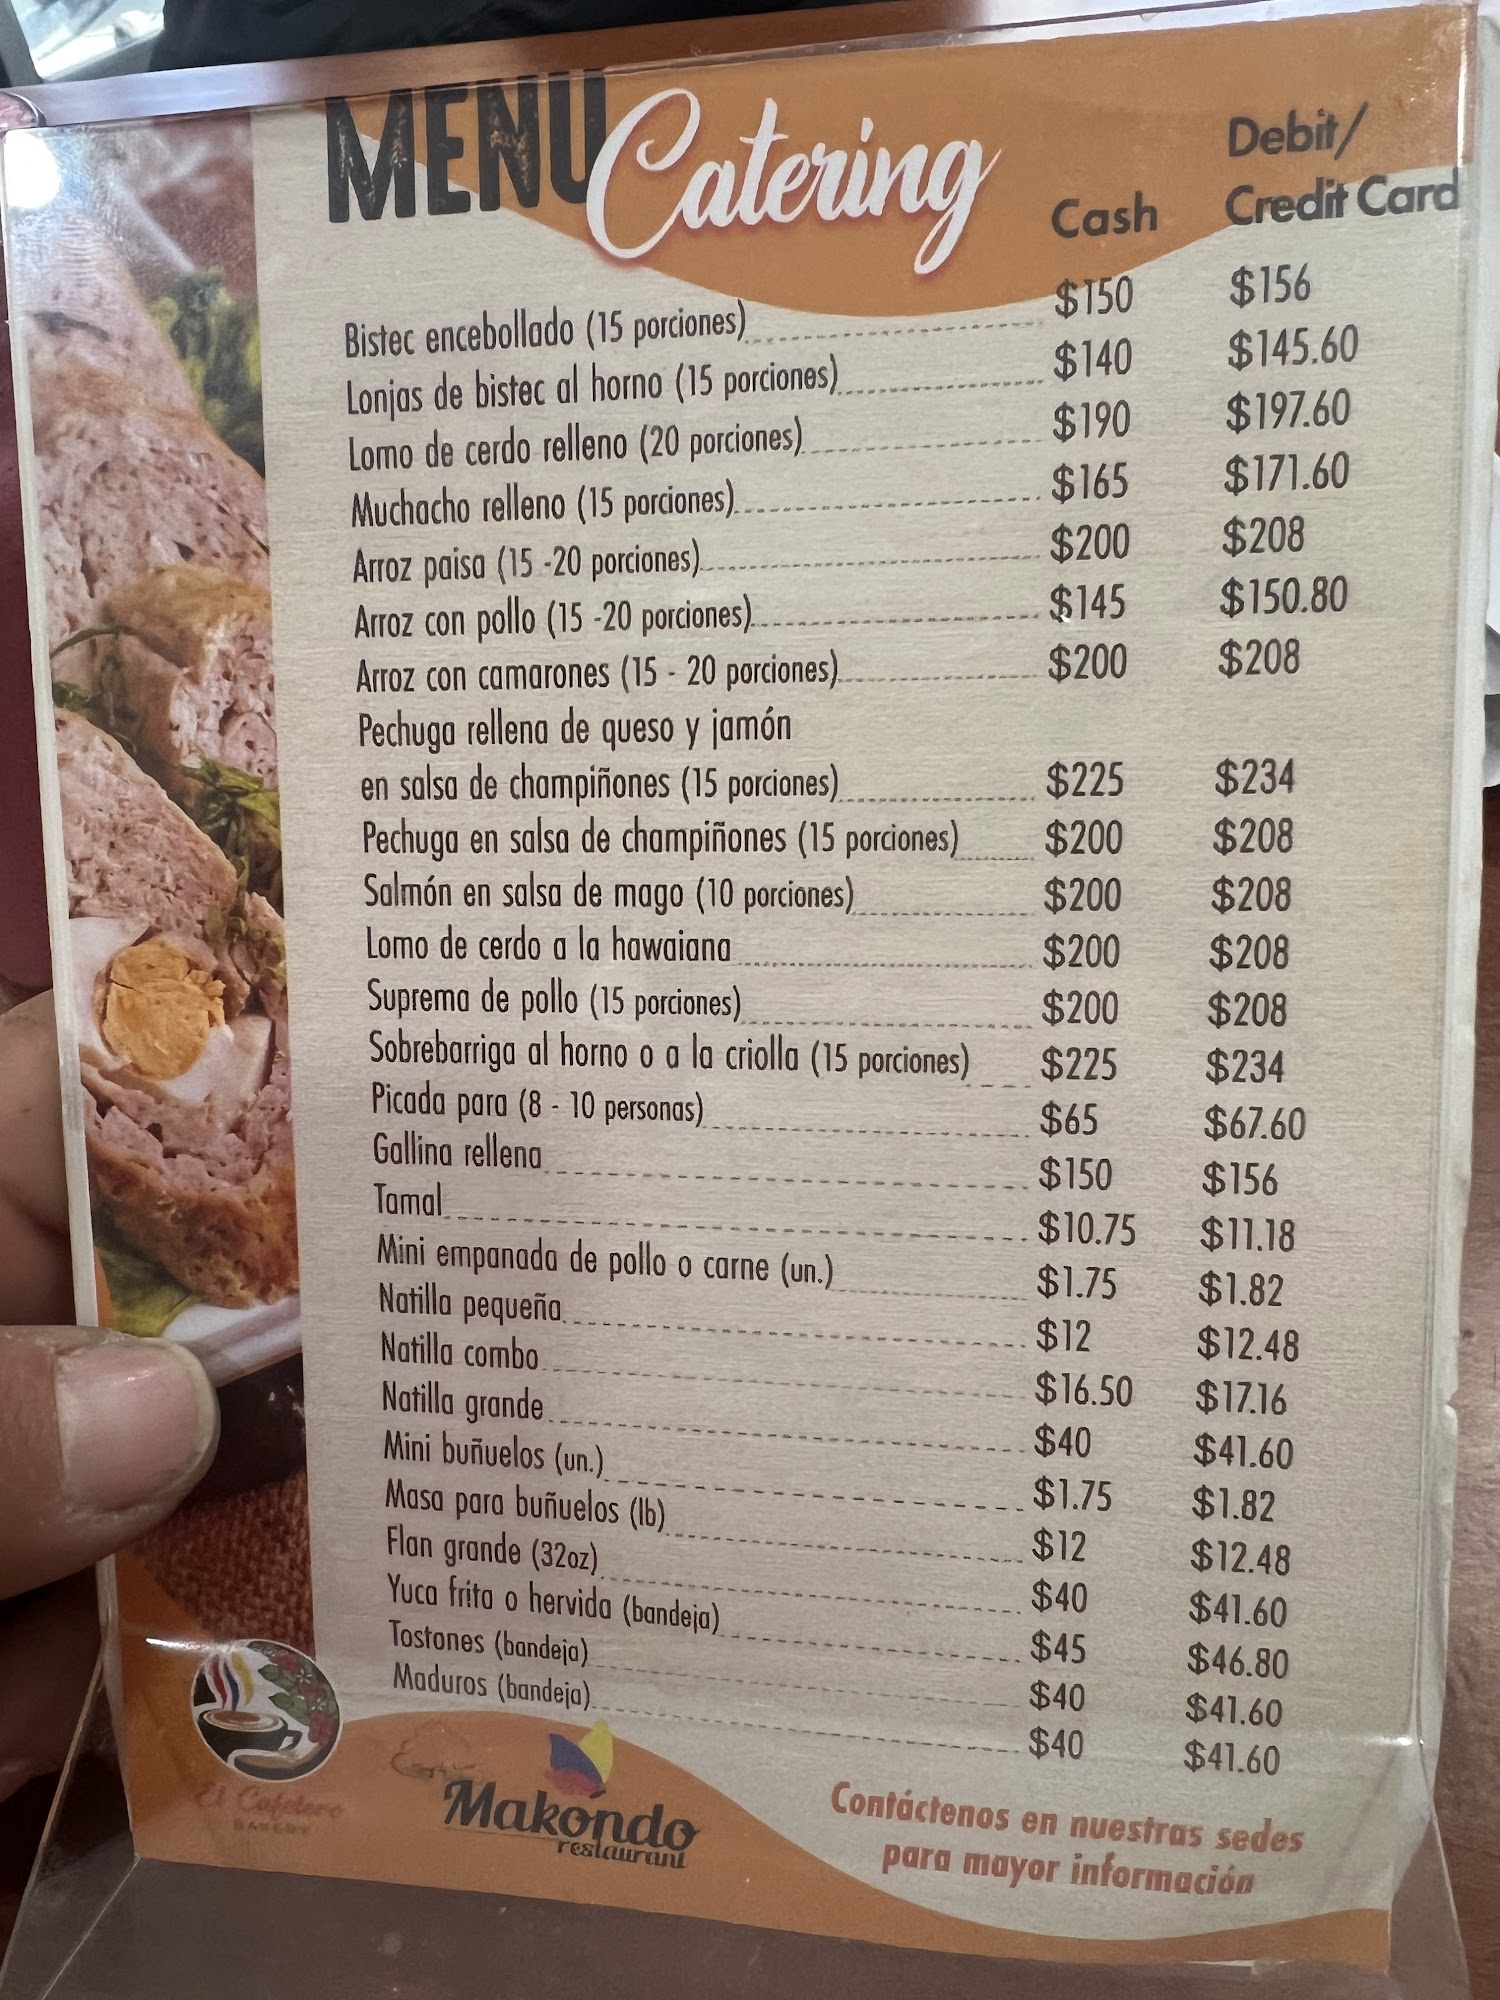 MENU Catering
Cash
Debit/
Credit Card
Bistec encebollado (15 porciones) $150 $156
Lonjas de bistec al horno (15 porciones) $140 $145.60
Lomo de cerdo relleno (20 porciones) $190 $197.60
Muchacho relleno (15 porciones) $165 $171.60
Arroz paisa (15 -20 porciones) $200 $208
Arroz con pollo (15 -20 porciones) $145 $150.80
Arroz con camarones (15 - 20 porciones) $200 $208
Pechuga rellena de queso y jamón
en salsa de champiñones (15 porciones) $225 $234
Pechuga en salsa de champiñones (15 porciones) $200 $208
Salmón en salsa de mago (10 porciones) $200 $208
Lomo de cerdo a la hawaiana $200 $208
Suprema de pollo (15 porciones) $200 $208
Sobrebarriga al horno o a la criolla (15 porciones) $225 $234
Picada para (8 - 10 personas) $65 $67.60
Gallina rellena $150 $156
Tamal $10.75 $11.18
Mini empanada de pollo o carne (un.) $1.75 $1.82
Natilla pequeña $12 $12.48
Natilla combo $16.50 $17.16
Natilla grande $40 $41.60
Mini buñuelos (un.) $1.75 $1.82
Masa para buñuelos (lb) $12 $12.48
Flan grande (32oz) $40 $41.60
Yuca frita o hervida (bandeja) $45 $46.80
Tostones (bandeja) $40 $41.60
Maduros (bandeja) $40 $41.60
El Cafetero
BAKERY
Makondo
restaurant
Contáctenos en nuestras sedes
para mayor información